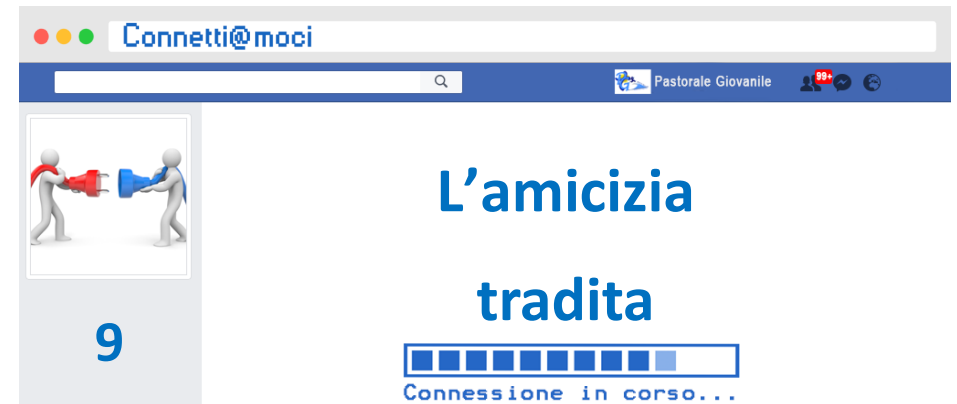 Connetti@moci
Pastorale Giovanile
99+
L'amicizia
tradita
9
Connessione in corso...